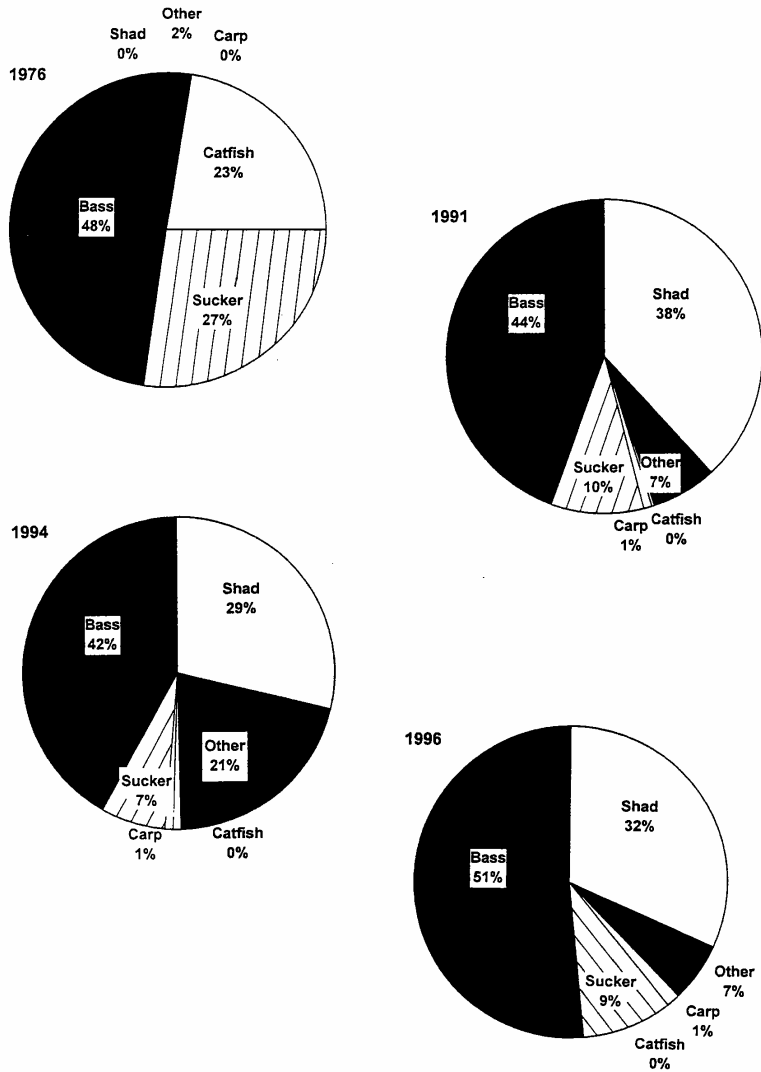 Other
2%
Shad
0%
Carp
0%
1976
Catfish
23%
Bass
48%
Sucker
27%
1991
Shad
38%
Bass
44%
Other
7%
Sucker
10%
Carp
1%
Catfish
0%
1994
Shad
29%
Bass
42%
Other
21%
Sucker
7%
Carp
1%
Catfish
0%
1996
Shad
32%
Bass
51%
Other
7%
Sucker
9%
Carp
1%
Catfish
0%